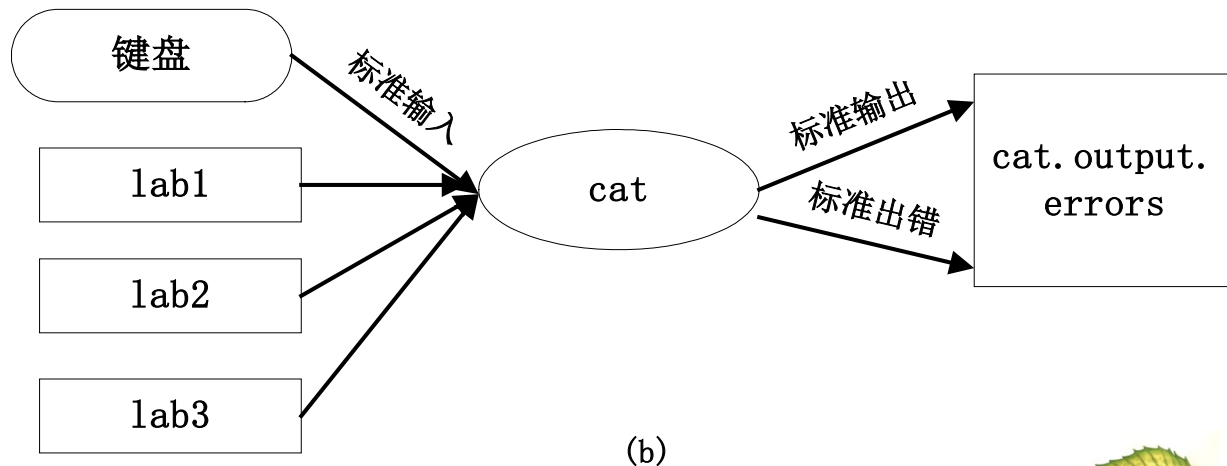 键盘
标准输入
lab1
lab2
lab3
cat
标准输出
标准出错
cat.output.
errors
(b)